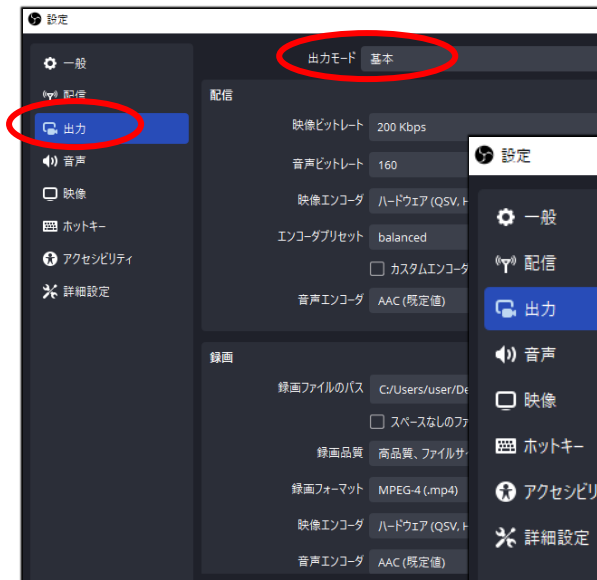 設定
一般
配信
出力
音声
映像
ホットキー
アクセシビリティ
詳細設定
出力モード 基本
配信
映像ビットレート 200 Kbps
音声ビットレート 160
映像エンコーダ ハードウェア (QSV, H
エンコーダプリセット balanced
カスタムエンコーダ
音声エンコーダ AAC (既定値)
録画
録画ファイルのパス C:/Users/user/De
スペースなしのファ
録画品質 高品質、ファイルサ
録画フォーマット MPEG-4 (.mp4)
映像エンコーダ ハードウェア (QSV, H
音声エンコーダ AAC (既定値)
設定
一般
配信
出力
音声
映像
ホットキー
アクセシビリ
詳細設定